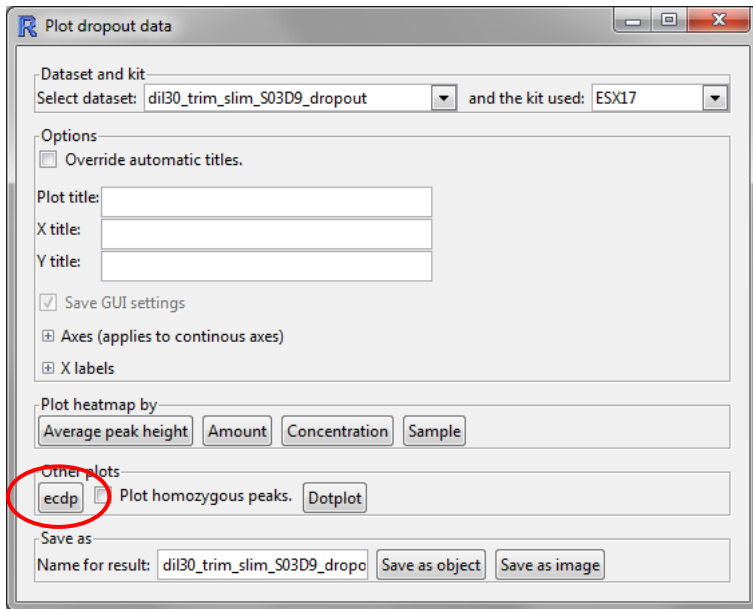 Plot dropout data
Dataset and kit
Select dataset: dil30_trim_slim_S03D9_dropout and the kit used: ESX17
Options
Override automatic titles.
Plot title:
X title:
Y title:
Save GUI settings
Axes (applies to continous axes)
X labels
Plot heatmap by
Average peak height Amount Concentration Sample
Other plots
ecdp Plot homozygous peaks. Dotplot
Save as
Name for result: dil30_trim_slim_S03D9_dropo Save as object Save as image